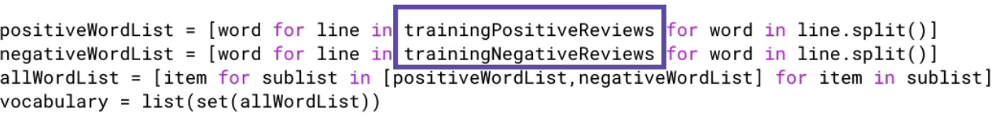 positiveWordList = [word for line in trainingPositiveReviews for word in line.split()]
negativeWordList = [word for line in trainingNegativeReviews for word in line.split()]
allWordList = [item for sublist in [positiveWordList,negativeWordList] for item in sublist]
vocabulary = list(set(allWordList))